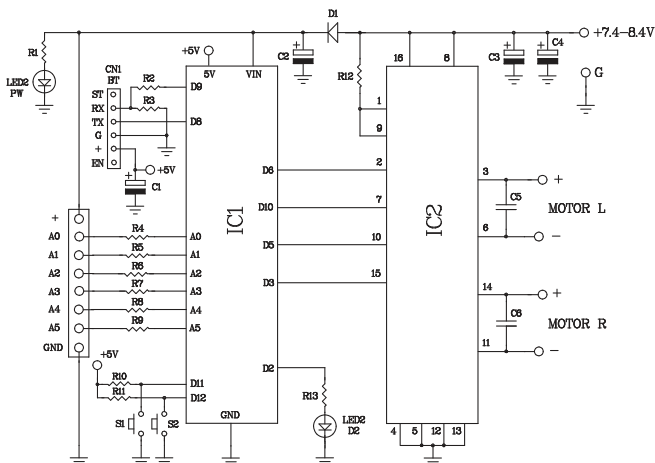 D1
+7.4-8.4V
R1
LED2
PW
+5V
5V
VIN
C2
C3
C4
G
16
8
CN1
BT
ST
RX
TX
G
+
EN
R2
R3
D9
D8
R12
1
9
+5V
C1
IC1
IC2
D6
2
D10
7
D5
10
D3
15
3
+
C5
MOTOR L
6
-
14
+
C6
MOTOR R
11
-
+
A0
R4
A0
A1
R5
A1
A2
R6
A2
A3
R7
A3
A4
R8
A4
A5
R9
A5
GND
+5V
R10
D11
R11
D12
S1
S2
GND
D2
R13
LED2
D2
4
5
12
13
+
+
+
+